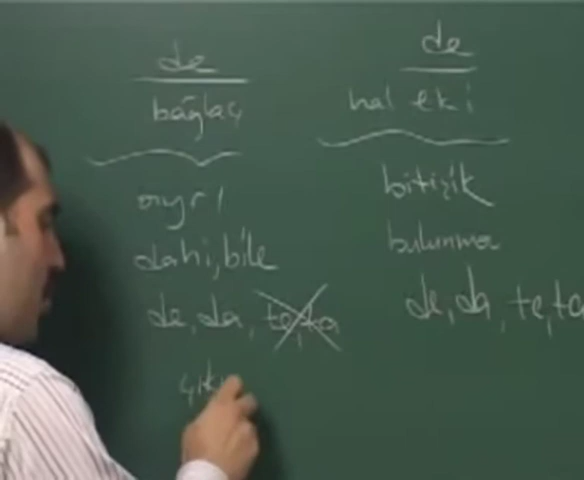 de
bağlaç
ayrı
dahi, bile
de, da, te, ta
çık
de
hal eki
bitişik
bulunma
de, da, te, ta